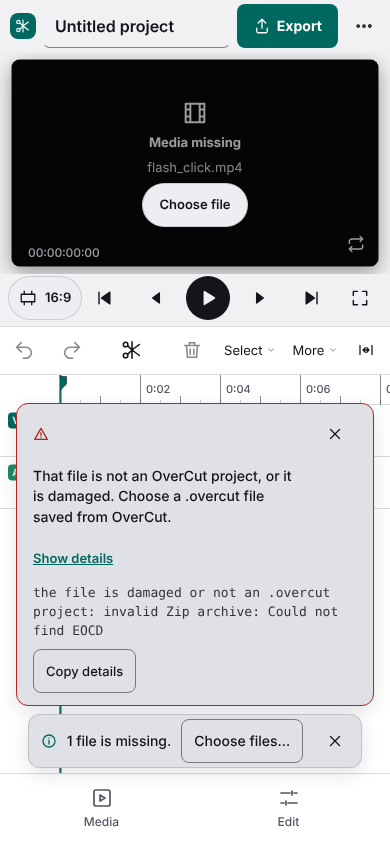 Untitled project
Export
Media missing
flash_click.mp4
Choose file
00:00:00:00
16:9
Select
More
0:02
0:04
0:06
That file is not an OverCut project, or it
is damaged. Choose a .overcut file
saved from OverCut.
Show details
the file is damaged or not an .overcut
project: invalid Zip archive: Could not
find EOCD
Copy details
1 file is missing.
Choose files...
Media
Edit